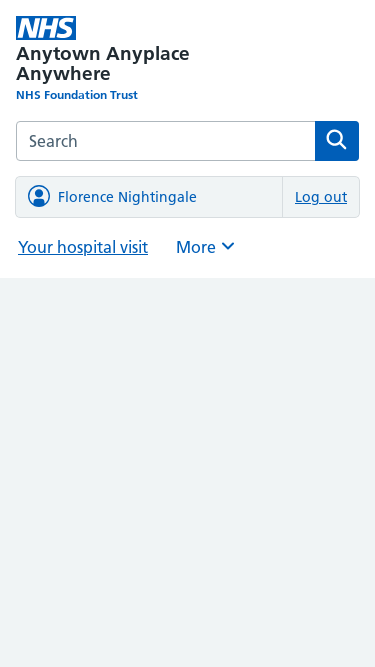 NHS
Anytown Anyplace
Anywhere
NHS Foundation Trust
Search
Florence Nightingale
Log out
Your hospital visit
More